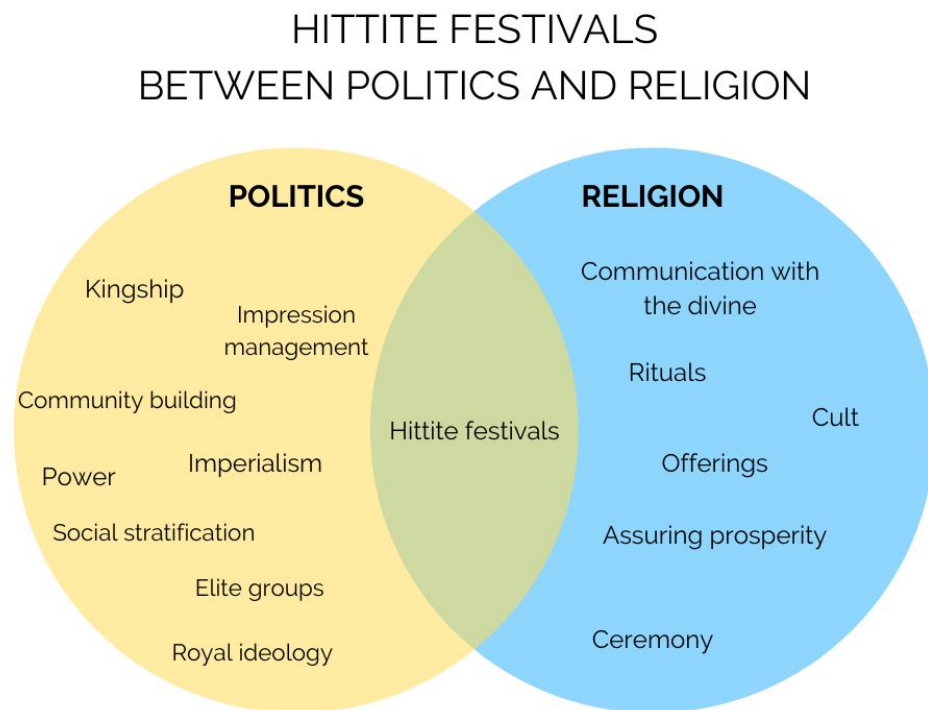 HITTITE FESTIVALS
BETWEEN POLITICS AND RELIGION
POLITICS
Kingship
Impression
management
Community building
Imperialism
Power
Social stratification
Elite groups
Royal ideology
Hittite festivals
RELIGION
Communication with
the divine
Rituals
Cult
Offerings
Assuring prosperity
Ceremony